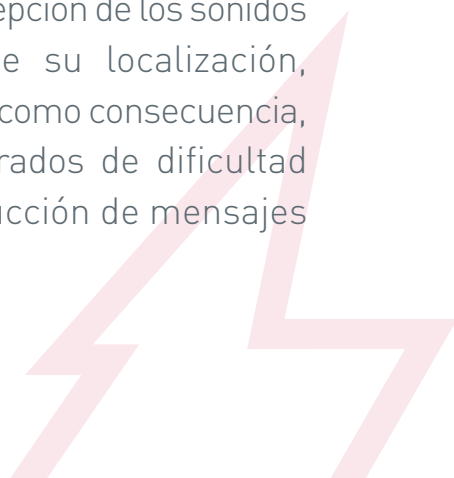 epción de los sonidos
e su localización,
como consecuencia,
rados de dificultad
ucción de mensajes